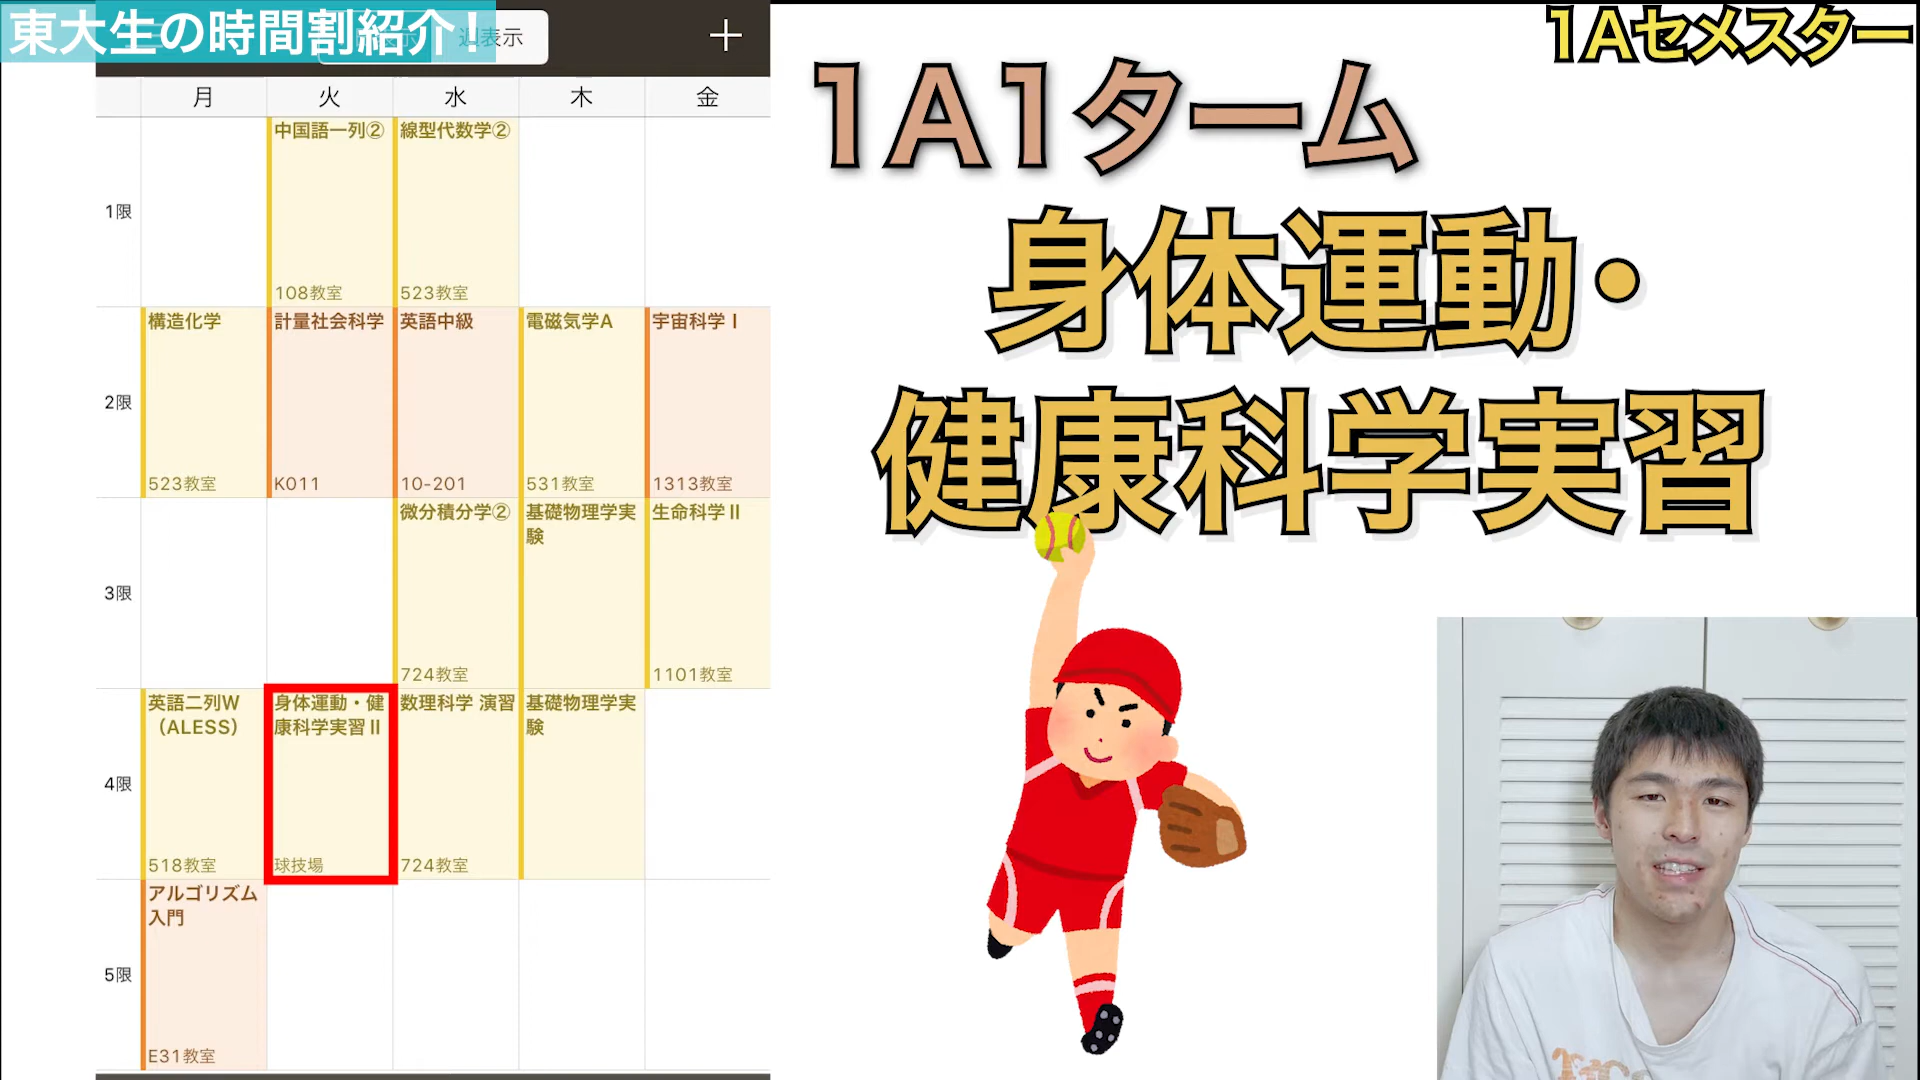 東大生の時間割紹介！
週表示
＋
1Aセメスター
1A1ターム
身体運動・
健康科学実習
月 火 水 木 金
1限
中国語一列②
108教室
線型代数学②
523教室
2限
構造化学
523教室
計量社会科学
K011
英語中級
10-201
電磁気学A
531教室
宇宙科学Ⅰ
1313教室
3限
微分積分学②
724教室
基礎物理学実
験
生命科学Ⅱ
1101教室
4限
英語二列W
（ALESS）
518教室
身体運動・健
康科学実習Ⅱ
球技場
数理科学 演習
724教室
基礎物理学実
験
5限
アルゴリズム
入門
E31教室